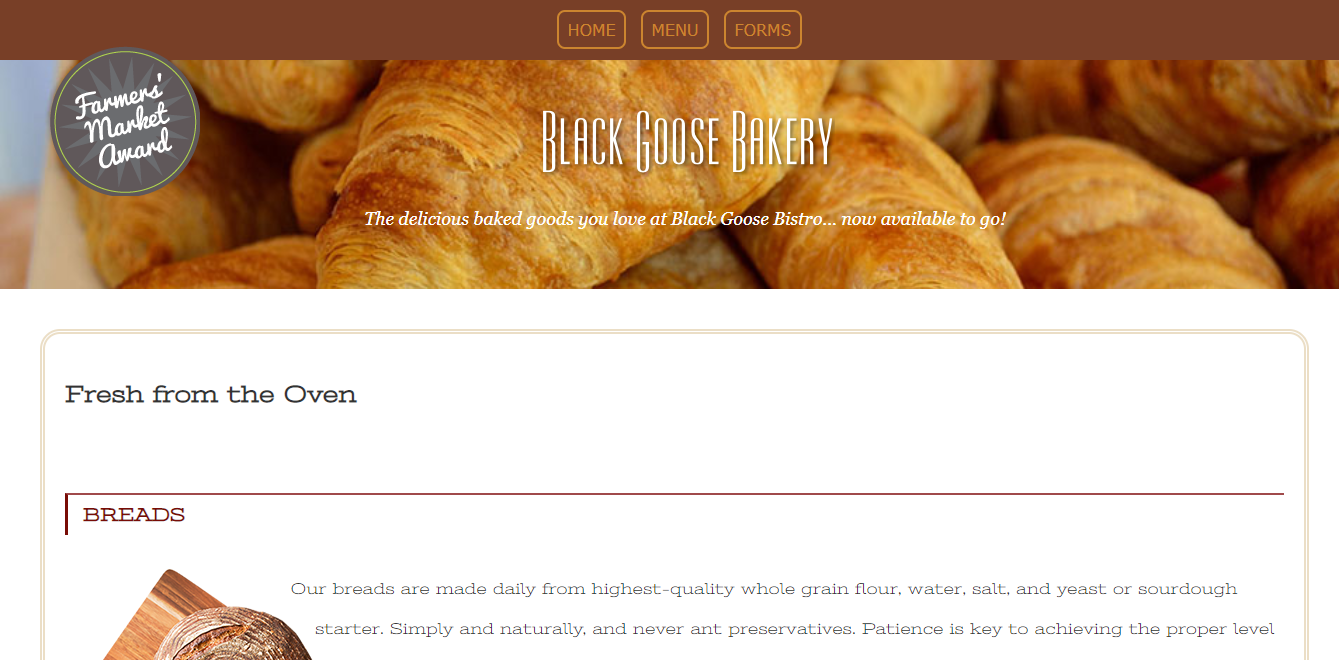 HOME MENU FORMS
Farmers'
Market
Award
Black Goose Bakery
The delicious baked goods you love at Black Goose Bistro... now available to go!
Fresh from the Oven
BREADS
Our breads are made daily from highest-quality whole grain flour, water, salt, and yeast or sourdough
starter. Simply and naturally, and never ant preservatives. Patience is key to achieving the proper level